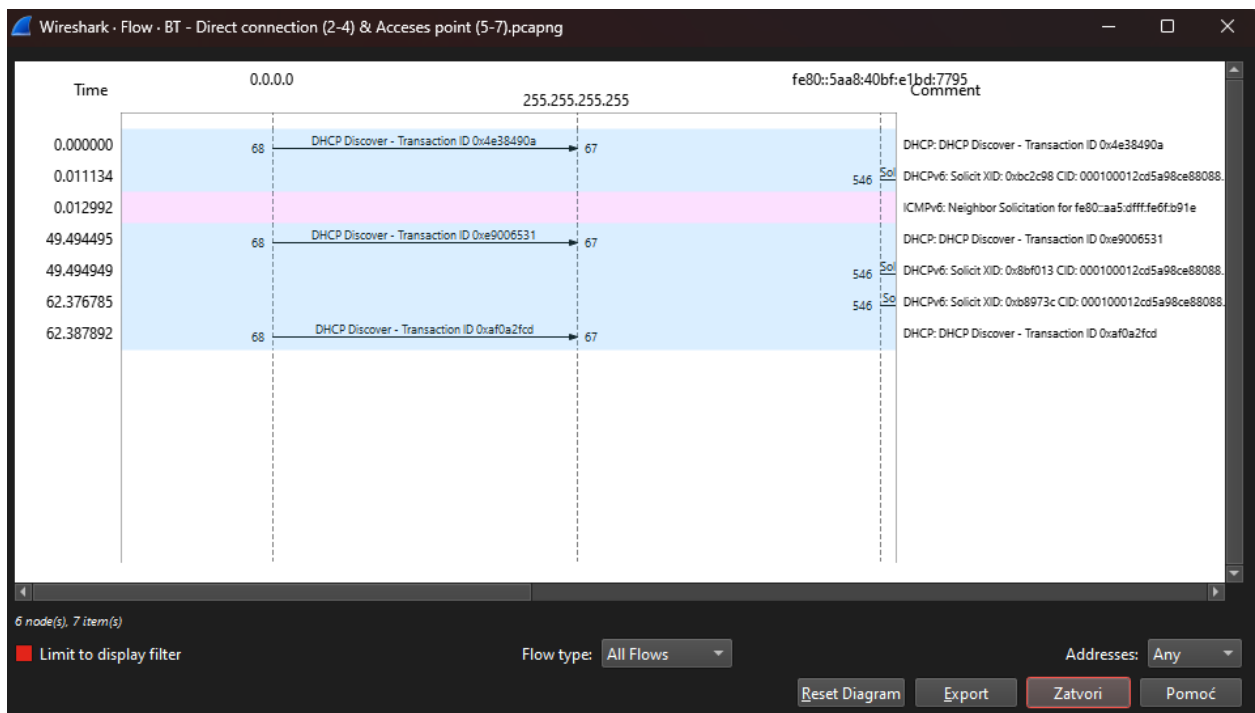 Wireshark · Flow · BT - Direct connection (2-4) & Acceses point (5-7).pcapng
Time 0.0.0.0 255.255.255.255 fe80::5aa8:40bf:e1bd:7795 Comment
0.000000 68 DHCP Discover - Transaction ID 0x4e38490a 67 DHCP: DHCP Discover - Transaction ID 0x4e38490a
0.011134 546 Sol DHCPv6: Solicit XID: 0xbc2c98 CID: 000100012cd5a98ce88088.
0.012992 ICMPv6: Neighbor Solicitation for fe80::aa5:dfff:fe6f:b91e
49.494495 68 DHCP Discover - Transaction ID 0xe9006531 67 DHCP: DHCP Discover - Transaction ID 0xe9006531
49.494949 546 Sol DHCPv6: Solicit XID: 0x8bf013 CID: 000100012cd5a98ce88088.
62.376785 546 So DHCPv6: Solicit XID: 0xb8973c CID: 000100012cd5a98ce88088.
62.387892 68 DHCP Discover - Transaction ID 0xaf0a2fcd 67 DHCP: DHCP Discover - Transaction ID 0xaf0a2fcd
6 node(s), 7 item(s)
Limit to display filter Flow type: All Flows Addresses: Any
Reset Diagram Export Zatvori Pomoć